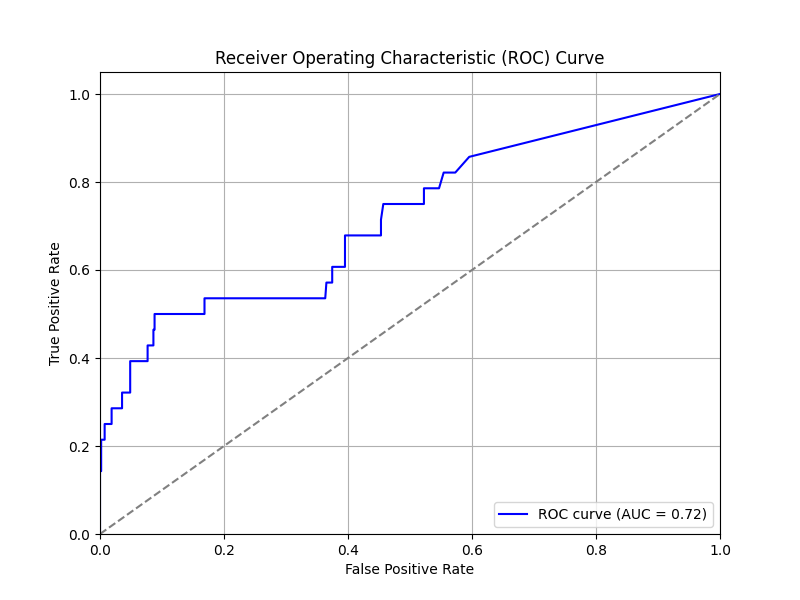 Receiver Operating Characteristic (ROC) Curve
True Positive Rate
1.0
0.8
0.6
0.4
0.2
0.0
ROC curve (AUC = 0.72)
0.0 0.2 0.4 0.6 0.8 1.0
False Positive Rate